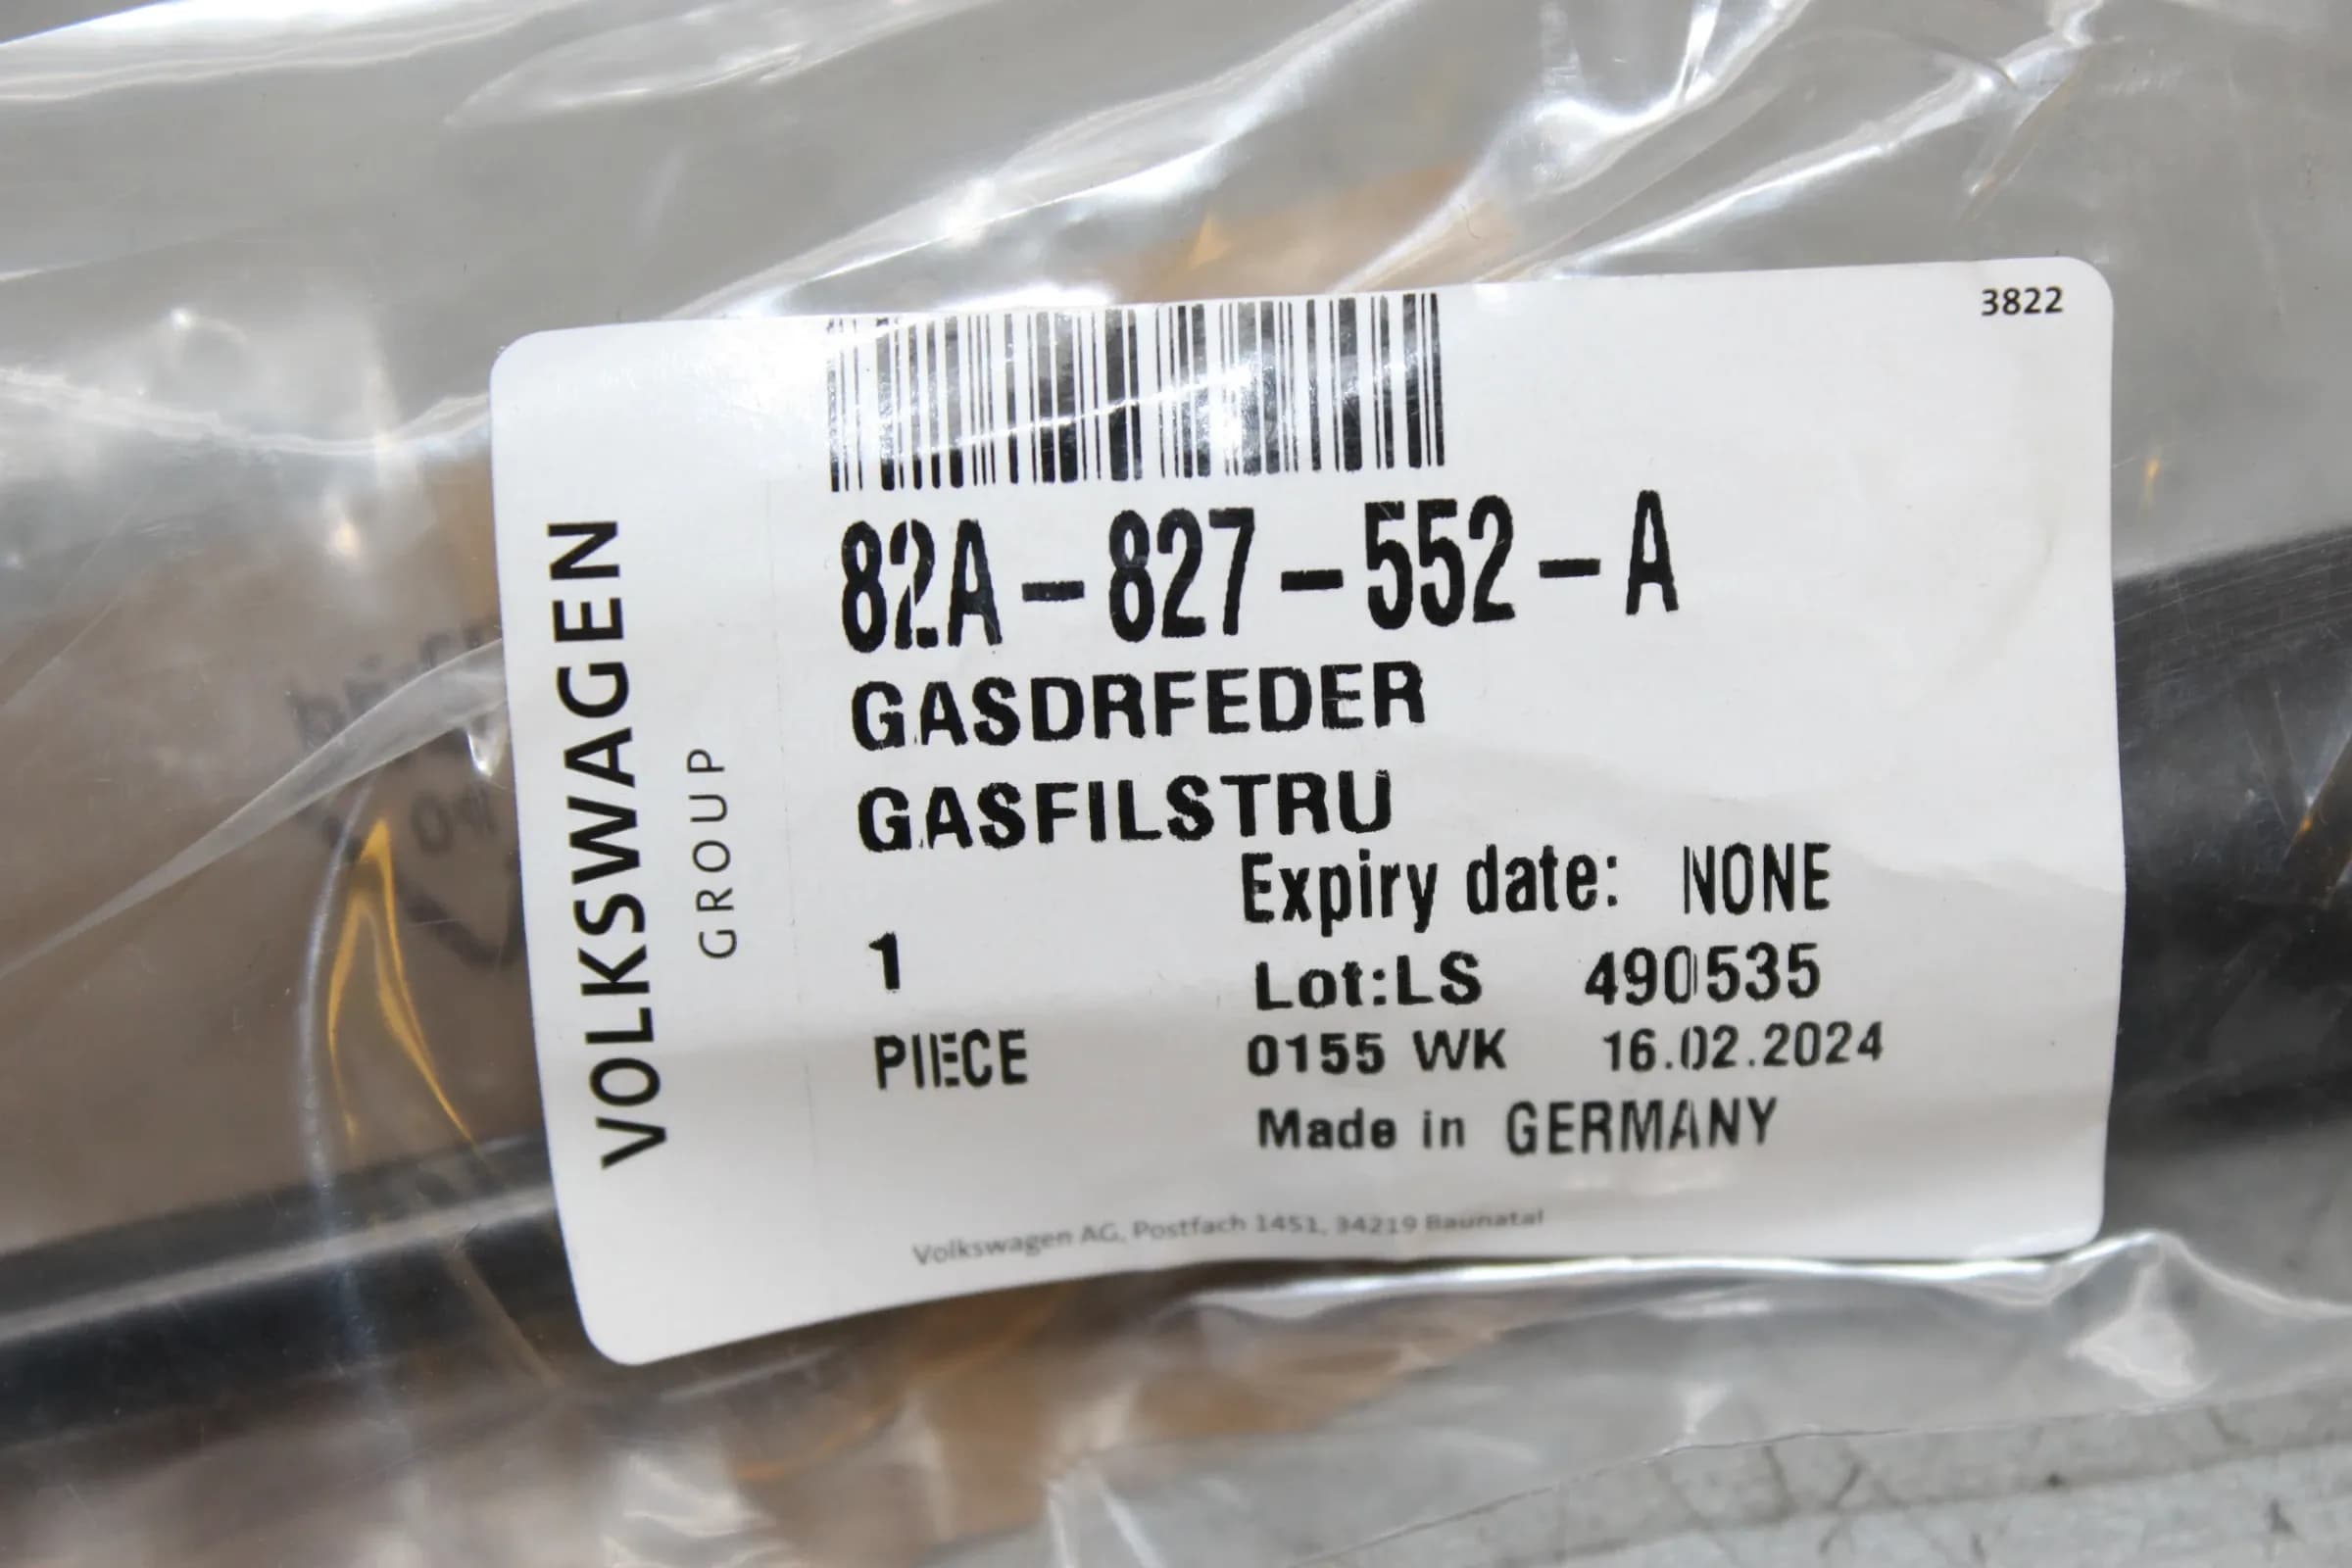 3822
VOLKSWAGEN
GROUP
82A-827-552-A
GASDRFEDER
GASFILSTRU
Expiry date: NONE
1
Lot:LS 490535
PIECE
0155 WK 16.02.2024
Made in GERMANY
Volkswagen AG, Postfach 1451, 34219 Baunatal